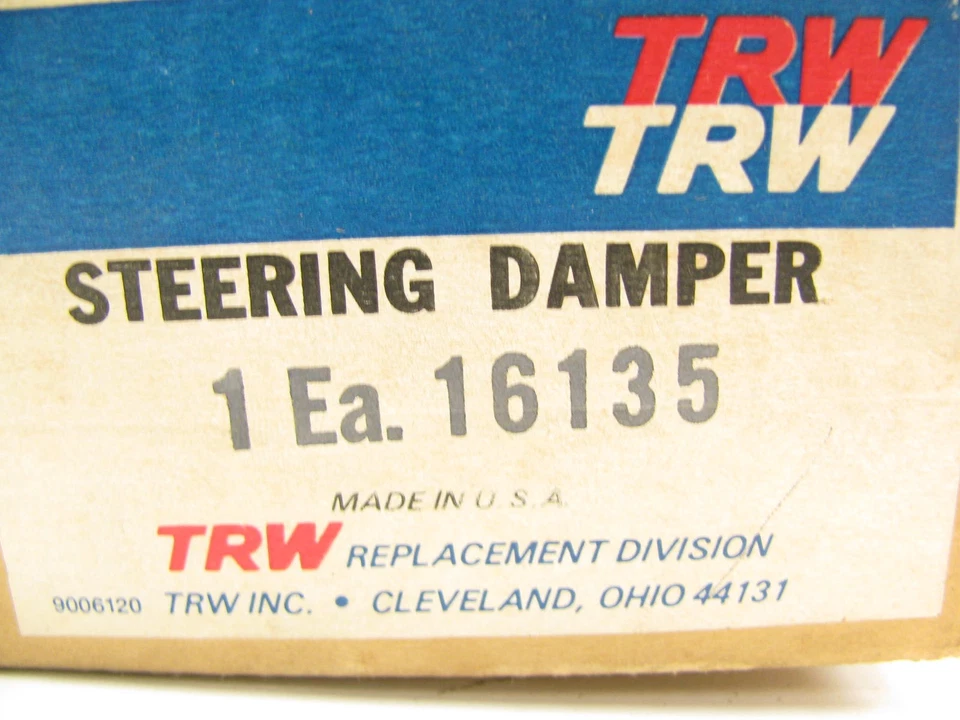 TRW
TRW
STEERING DAMPER
1 Ea. 16135
MADE IN U.S.A.
TRW REPLACEMENT DIVISION
9006120 TRW INC. • CLEVELAND, OHIO 44131